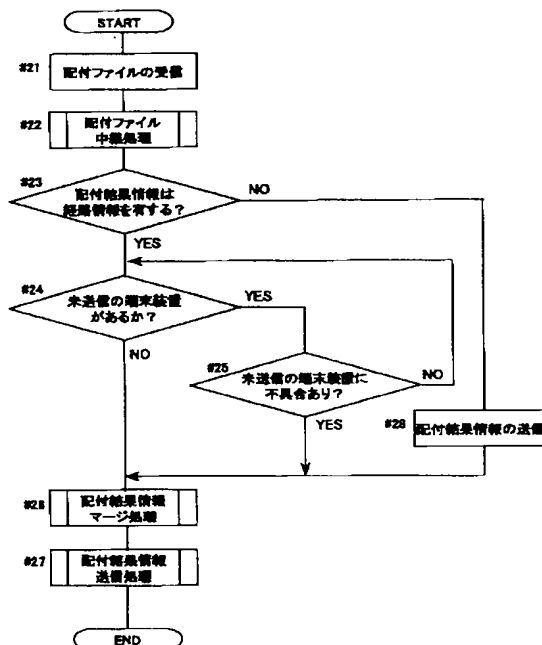 START
#21
配付ファイルの受信
#22
配付ファイル
中継処理
#23
配付結果情報は
経路情報を有する？
NO
YES
#24
未送信の端末装置
があるか？
YES
NO
#25
未送信の端末装置に
不具合あり？
NO
YES
#28
配付結果情報の送信
#26
配付結果情報
マージ処理
#27
配付結果情報
送信処理
END